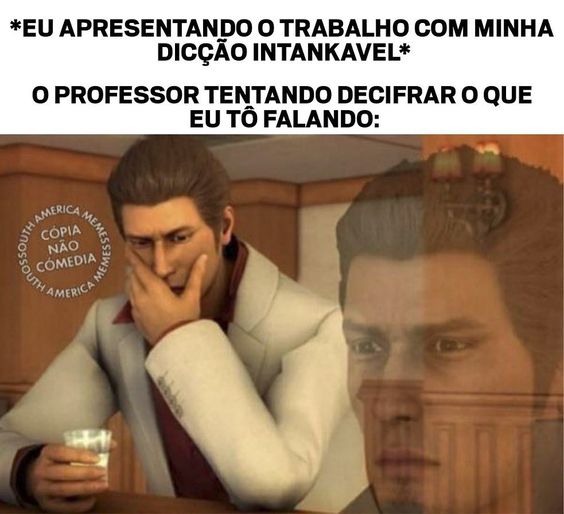 *EU APRESENTANDO O TRABALHO COM MINHA
DICÇÃO INTANKAVEL*
O PROFESSOR TENTANDO DECIFRAR O QUE
EU TÔ FALANDO:
SOUTH AMERICA MEMES
CÓPIA
NÃO
CÓMEDIA
SOUTH AMERICA MEMES